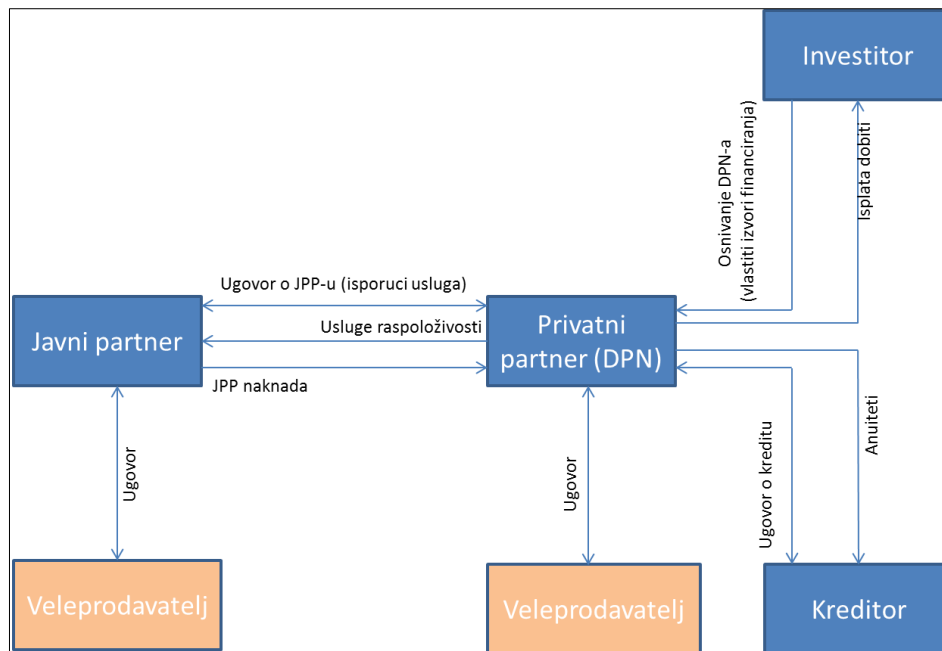 Investitor
Osnivanje DPN-a
(vlastiti izvori financiranja)
Isplata dobiti
Ugovor o JPP-u (isporuci usluga)
Javni partner
Usluge raspoloživosti
JPP naknada
Privatni
partner (DPN)
Ugovor
Ugovor
Ugovor o kreditu
Anuiteti
Veleprodavatelj
Veleprodavatelj
Kreditor